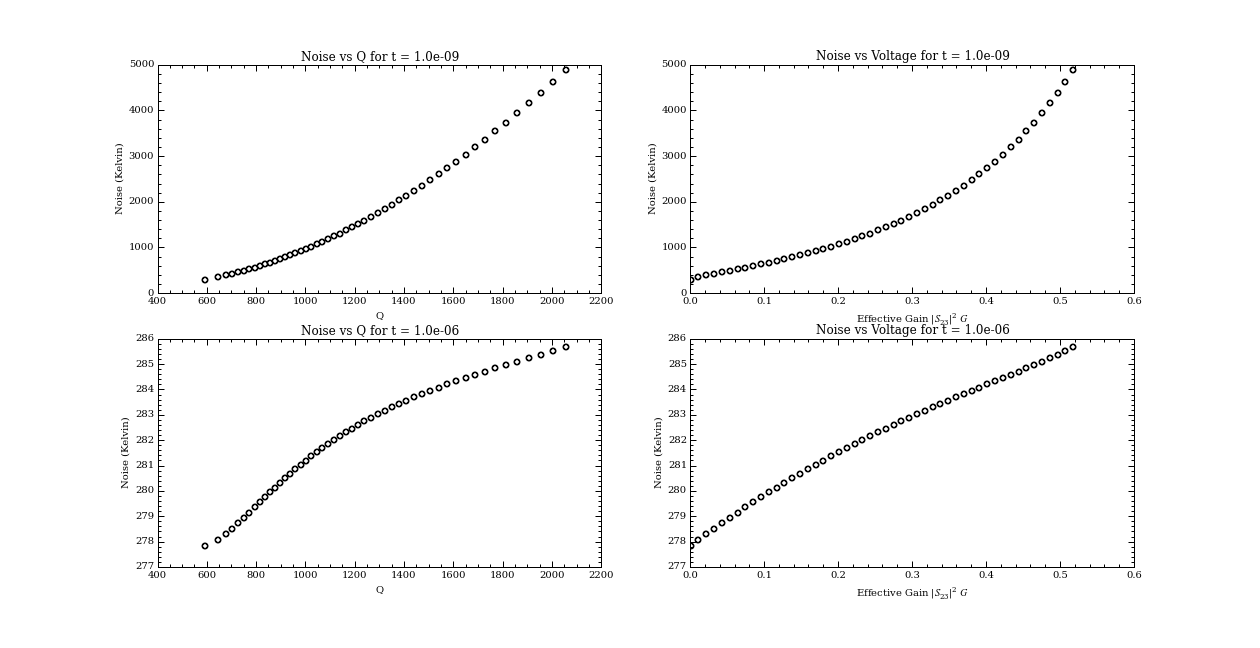 Noise vs Q for t = 1.0e-09
5000
4000
3000
2000
1000
0
Noise (Kelvin)
400 600 800 1000 1200 1400 1600 1800 2000 2200
Q
Noise vs Voltage for t = 1.0e-09
5000
4000
3000
2000
1000
0
Noise (Kelvin)
0.0 0.1 0.2 0.3 0.4 0.5 0.6
Effective Gain |S₂₃|² G
Noise vs Q for t = 1.0e-06
286
285
284
283
282
281
280
279
278
277
Noise (Kelvin)
400 600 800 1000 1200 1400 1600 1800 2000 2200
Q
Noise vs Voltage for t = 1.0e-06
286
285
284
283
282
281
280
279
278
277
Noise (Kelvin)
0.0 0.1 0.2 0.3 0.4 0.5 0.6
Effective Gain |S₂₃|² G